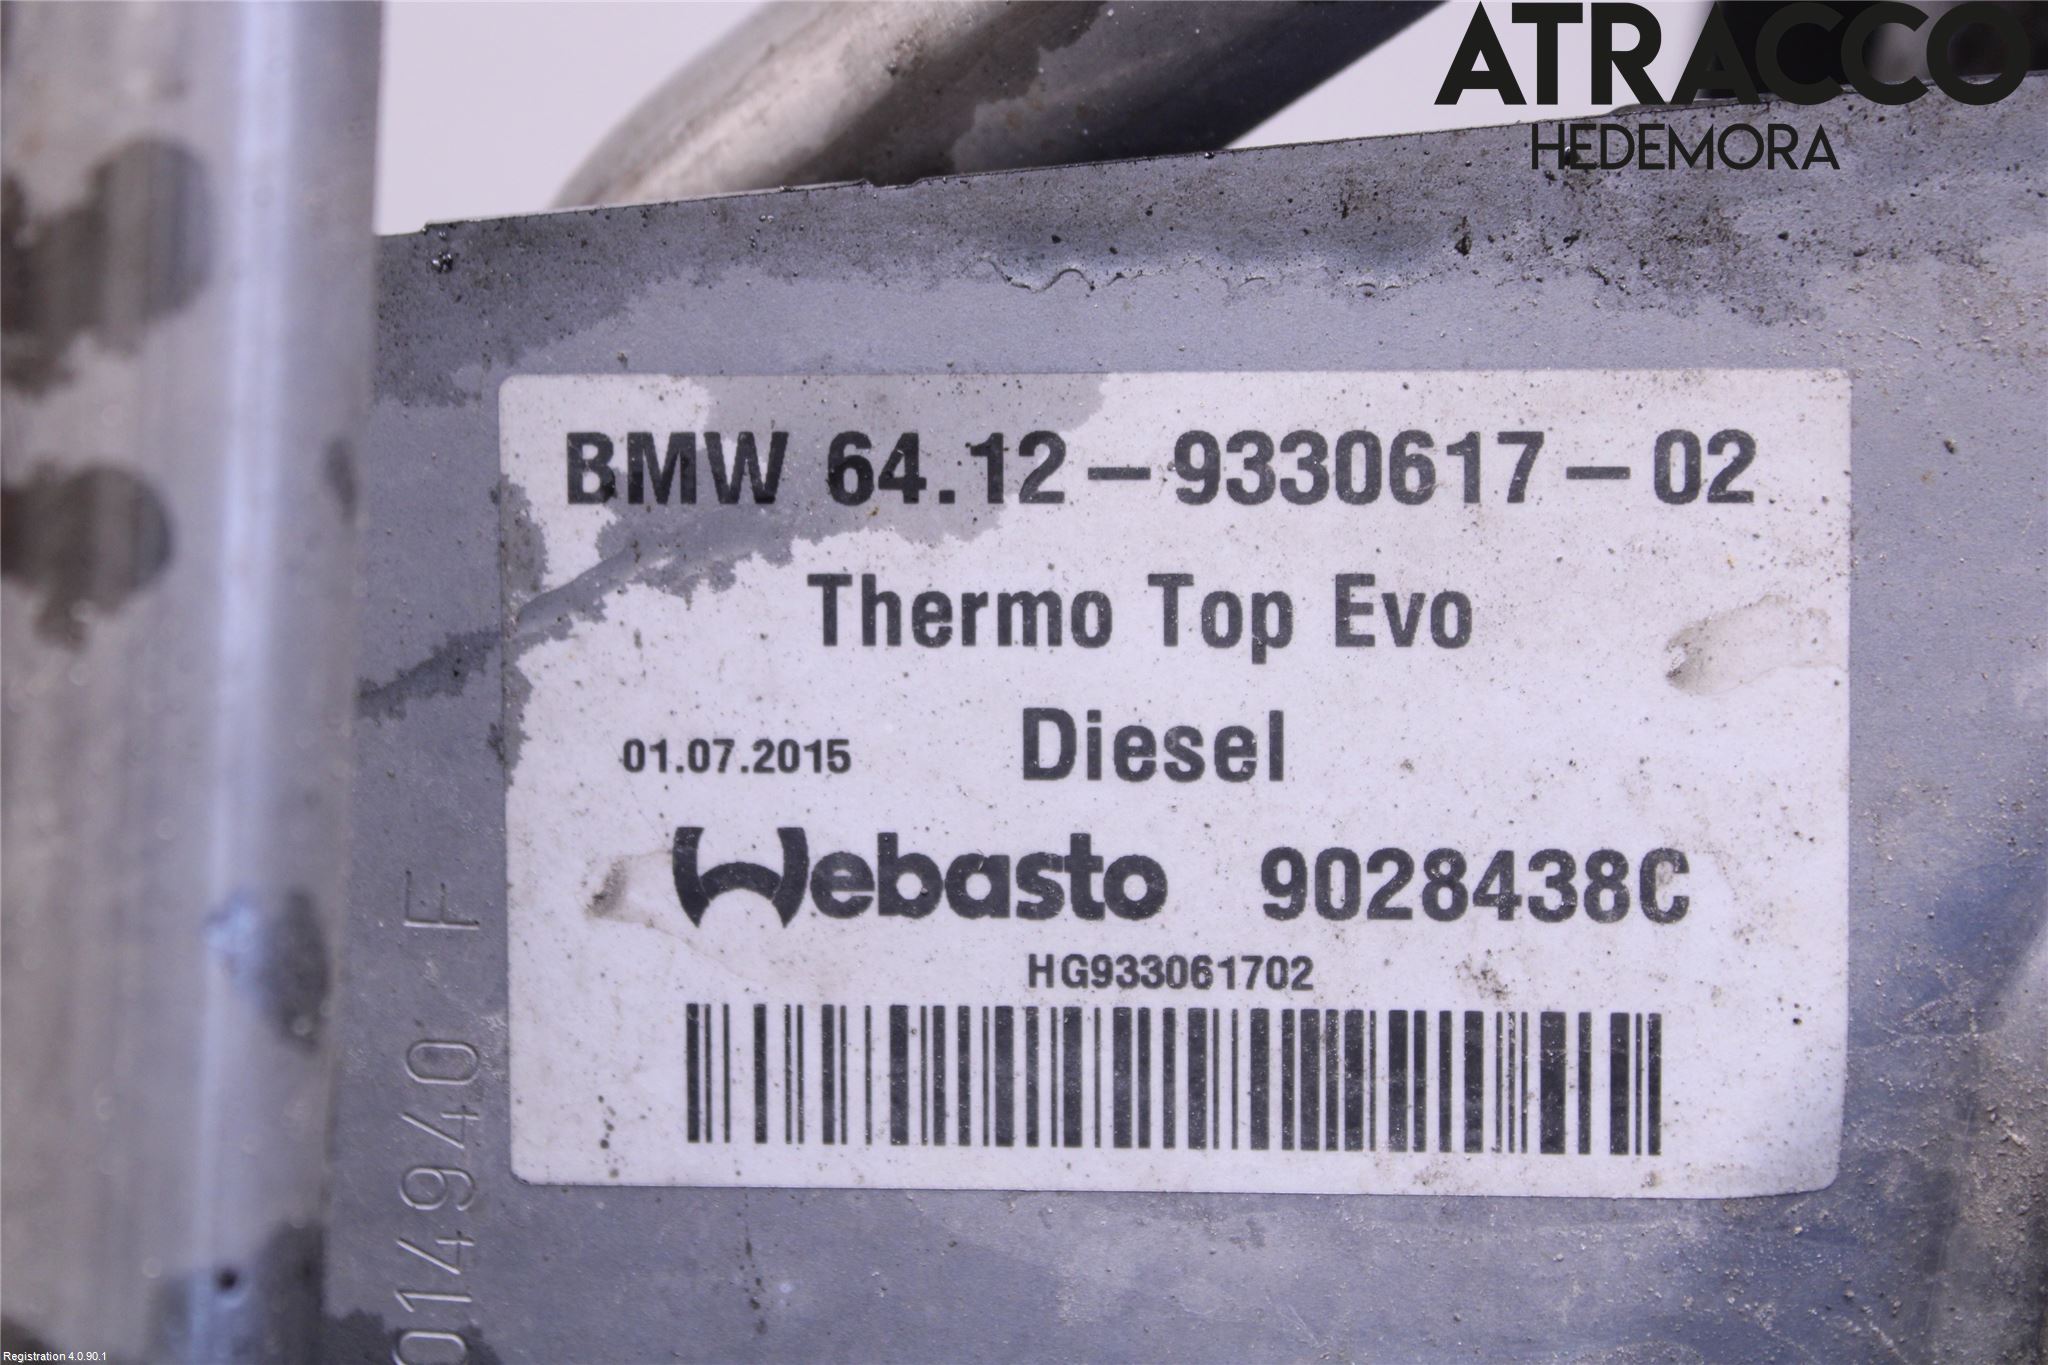 ATRACCO
HEDEMORA
BMW 64.12-9330617-02
Thermo Top Evo
01.07.2015 Diesel
Webasto 9028438C
HG933061702
014940 F
Registration 4.0.90.1